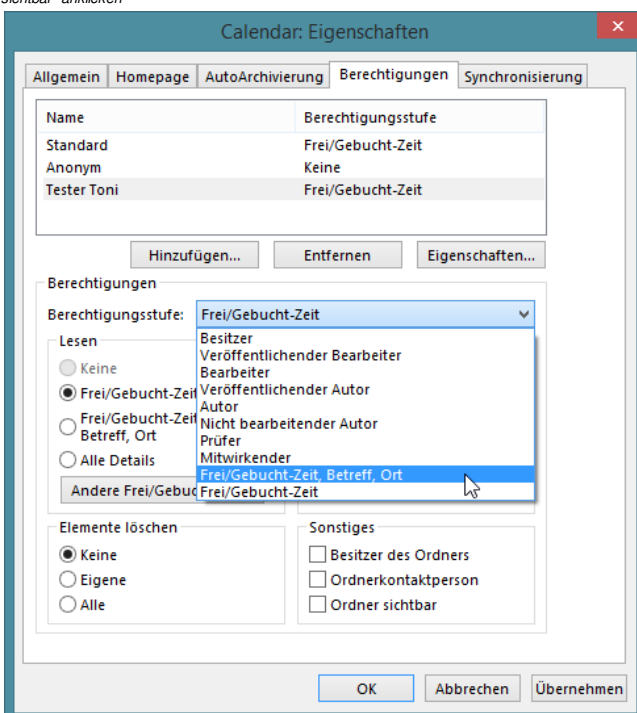 sichtbar" anklicken
Calendar: Eigenschaften
Allgemein Homepage AutoArchivierung Berechtigungen Synchronisierung
Name Berechtigungsstufe
Standard Frei/Gebucht-Zeit
Anonym Keine
Tester Toni Frei/Gebucht-Zeit
Hinzufügen... Entfernen Eigenschaften...
Berechtigungen
Berechtigungsstufe: Frei/Gebucht-Zeit
Besitzer
Veröffentlichender Bearbeiter
Bearbeiter
Veröffentlichender Autor
Autor
Nicht bearbeitender Autor
Prüfer
Mitwirkender
Frei/Gebucht-Zeit, Betreff, Ort
Frei/Gebucht-Zeit
Lesen
Keine
Frei/Gebucht-Zeit
Frei/Gebucht-Zeit
Betreff, Ort
Alle Details
Andere Frei/Gebuc
Elemente löschen
Keine
Eigene
Alle
Sonstiges
Besitzer des Ordners
Ordnerkontaktperson
Ordner sichtbar
OK Abbrechen Übernehmen